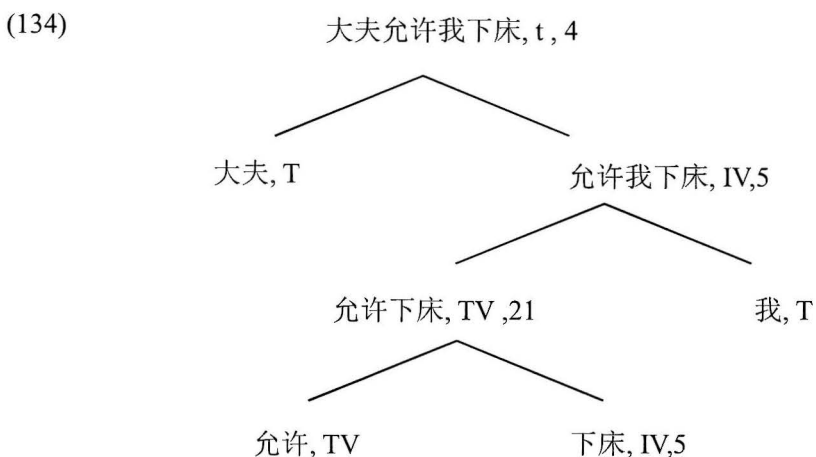 (134) 大夫允许我下床, t , 4
大夫, T 允许我下床, IV,5
允许下床, TV ,21 我, T
允许, TV 下床, IV,5